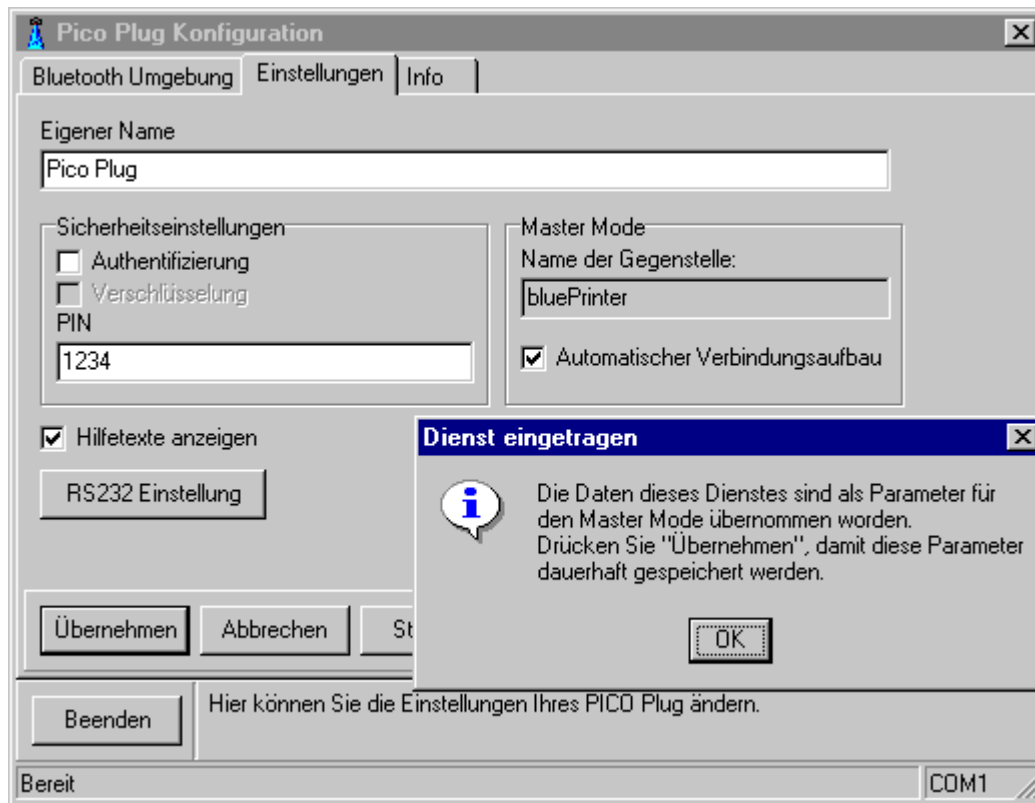 Pico Plug Konfiguration
Bluetooth Umgebung Einstellungen Info
Eigener Name
Pico Plug
Sicherheitseinstellungen
Authentifizierung
Verschlüsselung
PIN
1234
Master Mode
Name der Gegenstelle:
bluePrinter
Automatischer Verbindungsaufbau
Hilfetexte anzeigen
RS232 Einstellung
Dienst eingetragen
Die Daten dieses Dienstes sind als Parameter für
den Master Mode übernommen worden.
Drücken Sie "Übernehmen", damit diese Parameter
dauerhaft gespeichert werden.
OK
Übernehmen Abbrechen
Beenden
Hier können Sie die Einstellungen Ihres PICO Plug ändern.
Bereit COM1